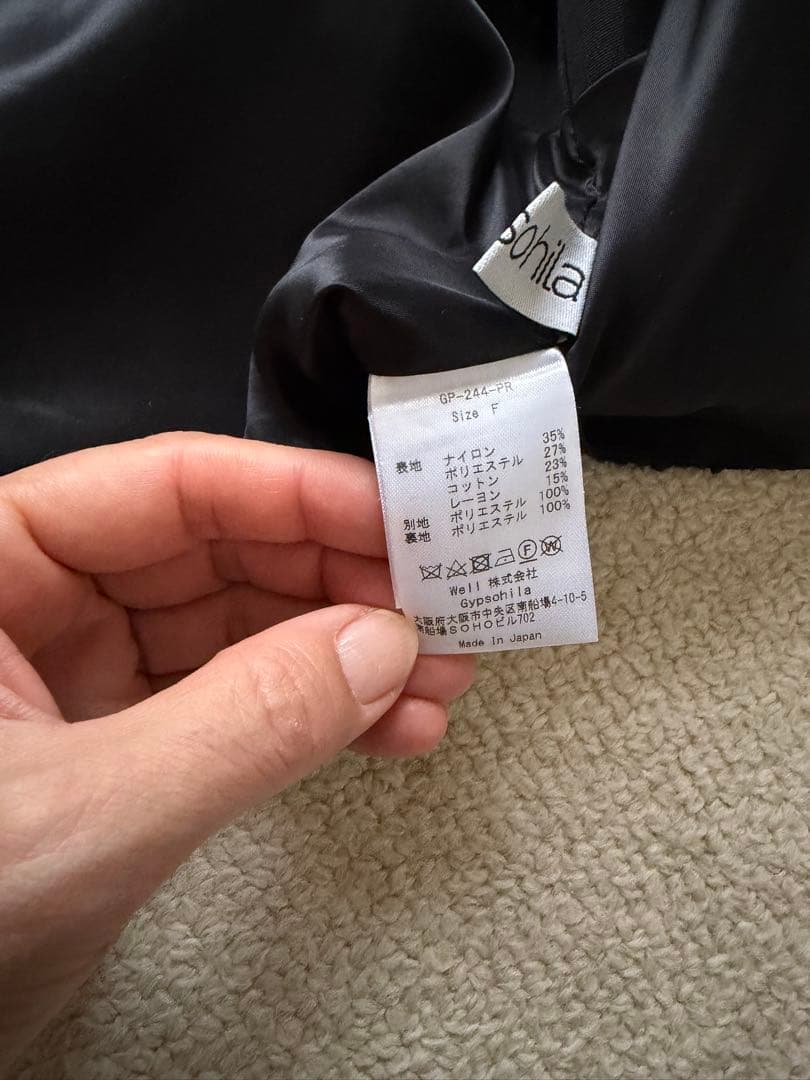 sohila
GP-244-PR
Size F
表地 ナイロン 35%
ポリエステル 27%
コットン 23%
レーヨン 15%
別地 ポリエステル 100%
裏地 ポリエステル 100%
Well 株式会社
Gypsohila
大阪府大阪市中央区南船場4-10-5
南船場SOHOビル702
Made In Japan